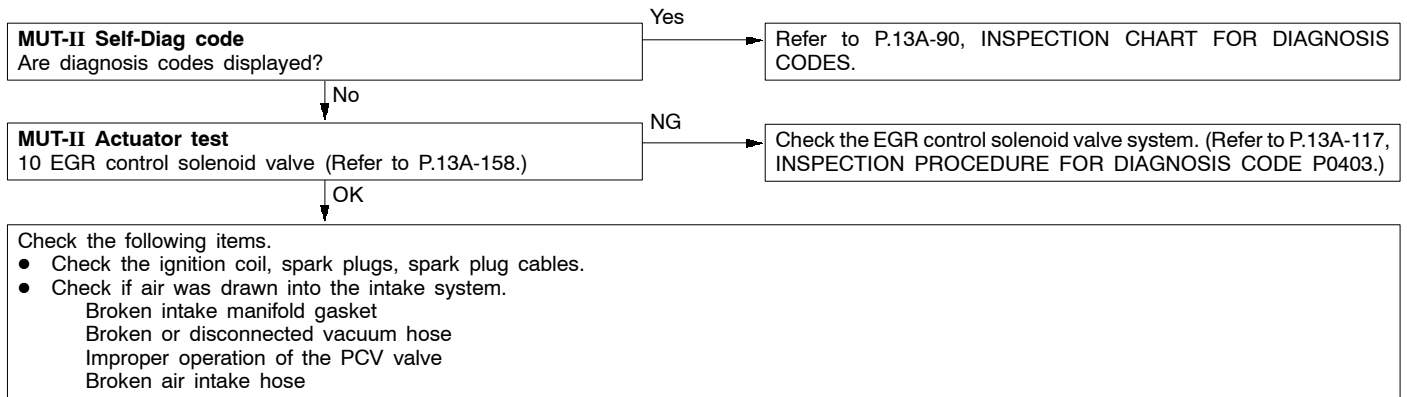 MUT-II Self-Diag code
Are diagnosis codes displayed?
Yes
Refer to P.13A-90, INSPECTION CHART FOR DIAGNOSIS
CODES.
No
MUT-II Actuator test
10 EGR control solenoid valve (Refer to P.13A-158.)
NG
Check the EGR control solenoid valve system. (Refer to P.13A-117,
INSPECTION PROCEDURE FOR DIAGNOSIS CODE P0403.)
OK
Check the following items.
● Check the ignition coil, spark plugs, spark plug cables.
● Check if air was drawn into the intake system.
Broken intake manifold gasket
Broken or disconnected vacuum hose
Improper operation of the PCV valve
Broken air intake hose